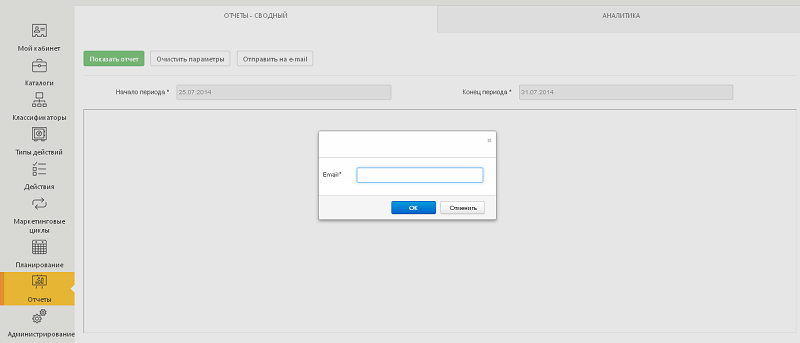 ОТЧЕТЫ - СВОДНЫЙ
АНАЛИТИКА
Мой кабинет
Каталоги
Классификаторы
Типы действий
Действия
Маркетинговые
циклы
Планирование
Отчеты
Администрирование
Показать отчет
Очистить параметры
Отправить на e-mail
Начало периода *
25.07.2014
Конец периода *
31.07.2014
Email*
OK
Отменить